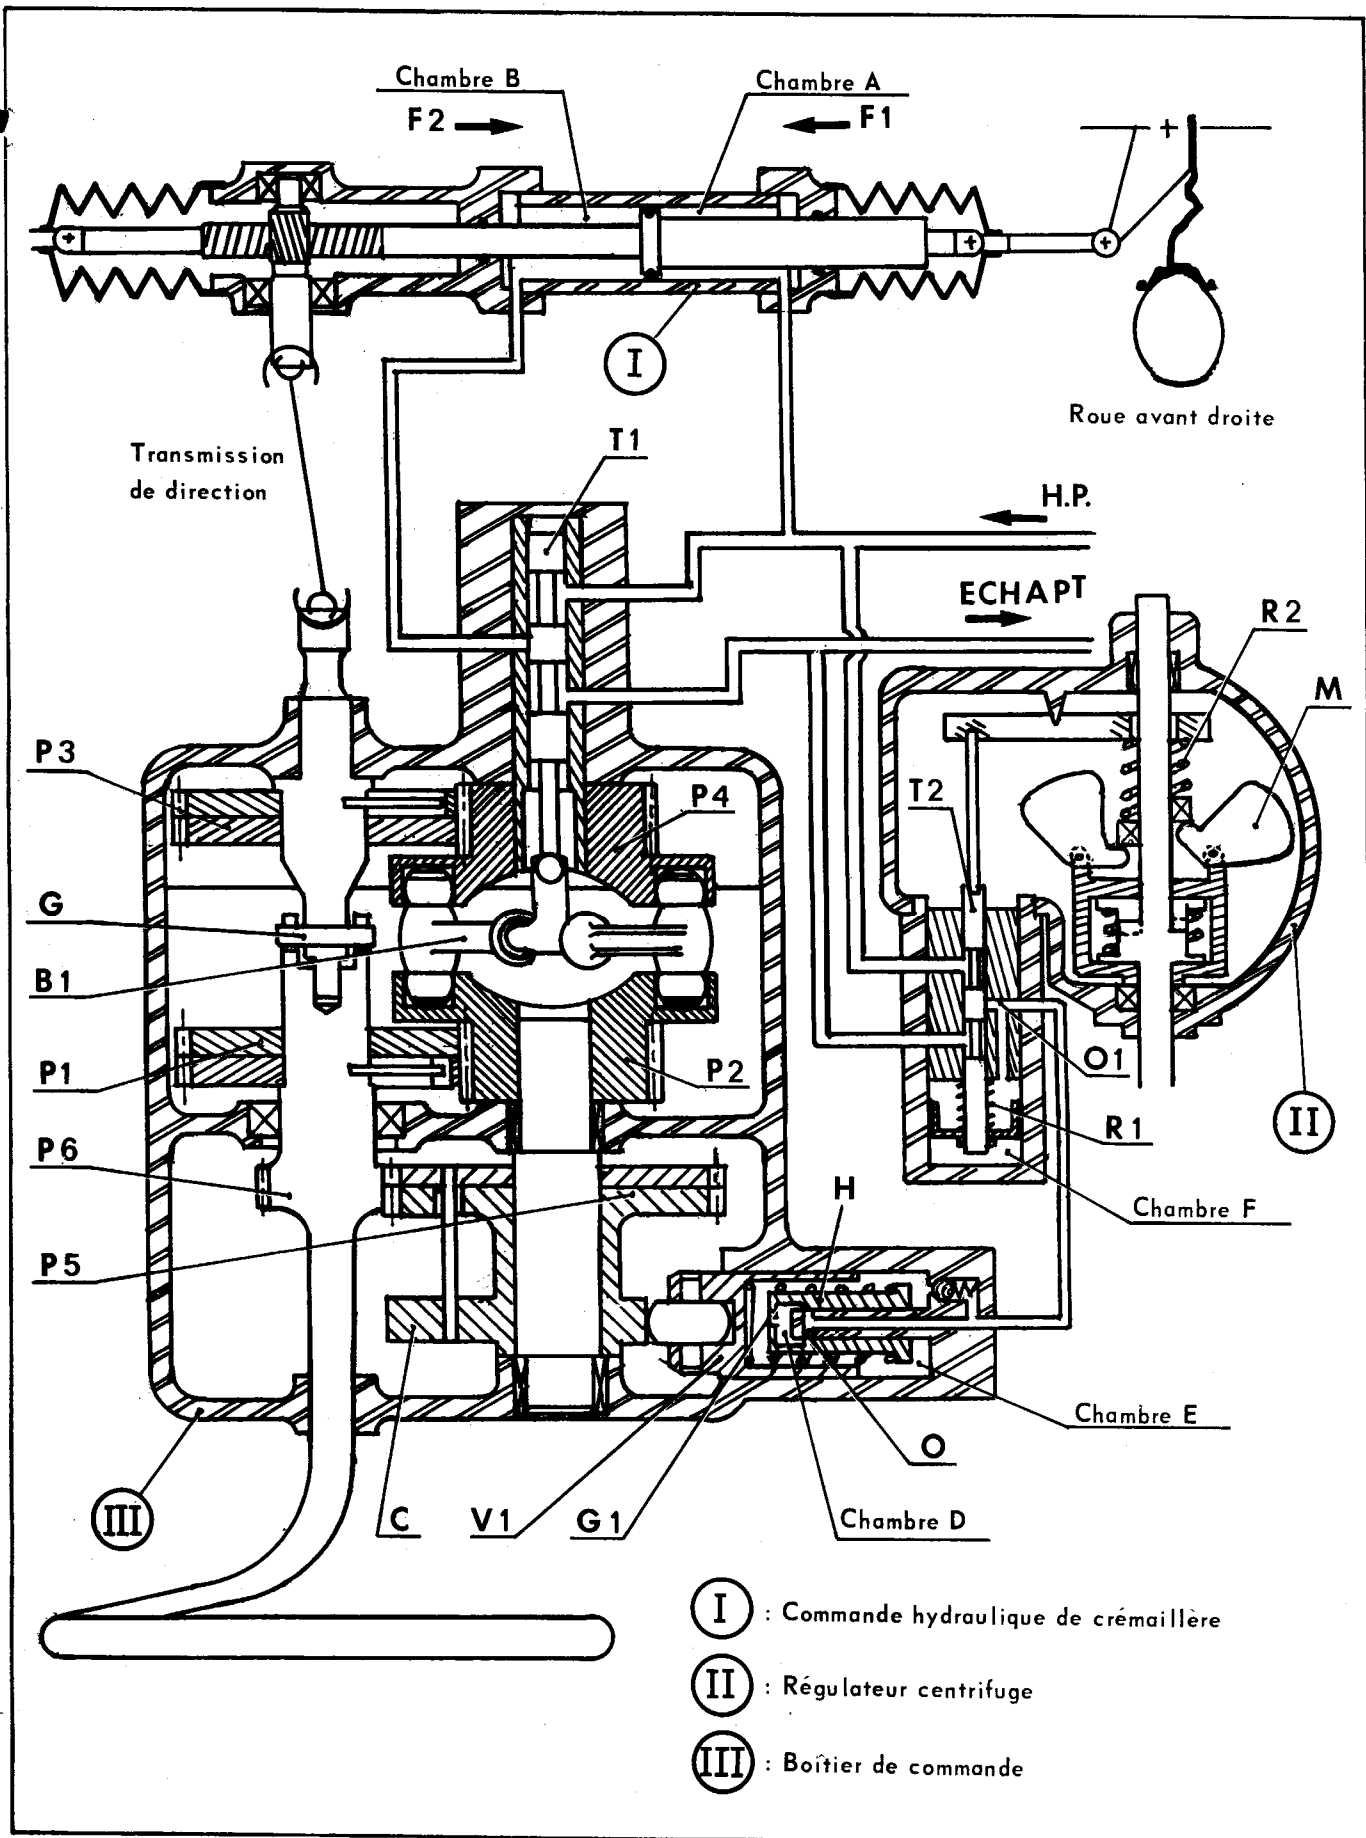 Chambre B
Chambre A
F2
F1
I
Roue avant droite
Transmission
de direction
T1
H.P.
ECHAPT
R2
M
P3
P4
T2
G
B1
P1
P2
O1
R1
II
P6
H
Chambre F
P5
Chambre E
O
III
C
V1
G1
Chambre D
I : Commande hydraulique de crémaillère
II : Régulateur centrifuge
III : Boîtier de commande